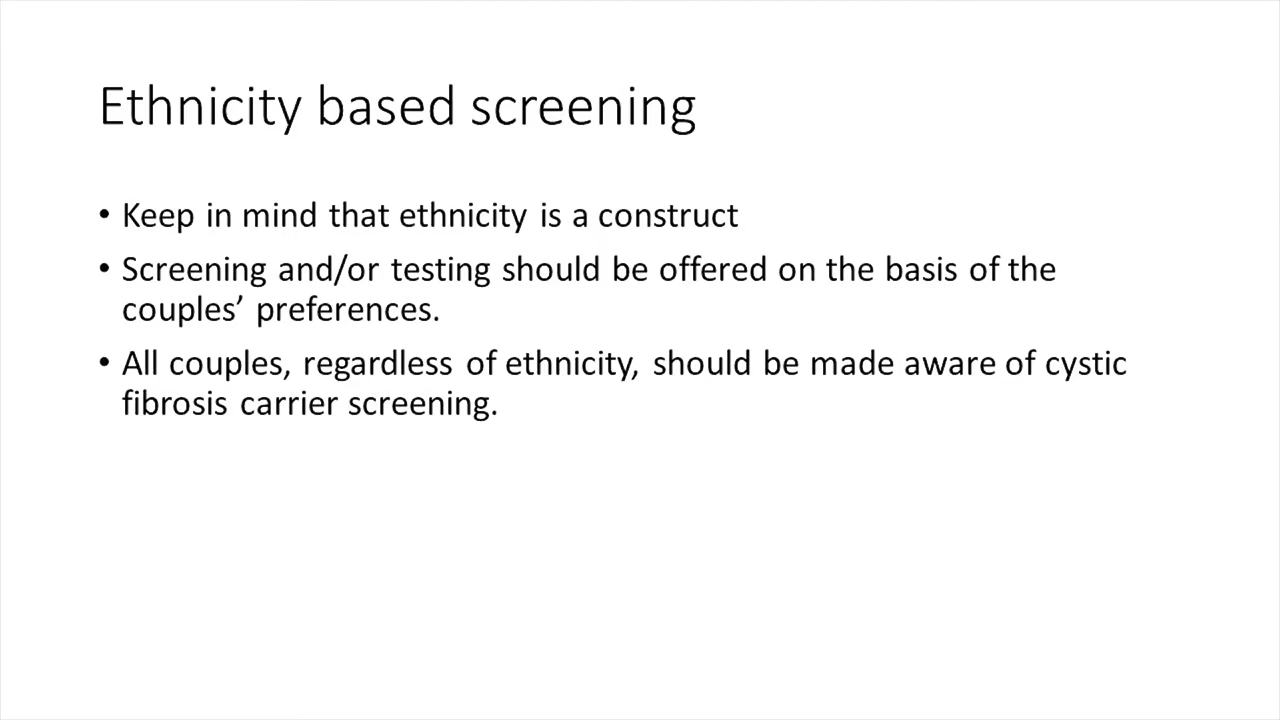 Ethnicity based screening
• Keep in mind that ethnicity is a construct
• Screening and/or testing should be offered on the basis of the
couples’ preferences.
• All couples, regardless of ethnicity, should be made aware of cystic
fibrosis carrier screening.